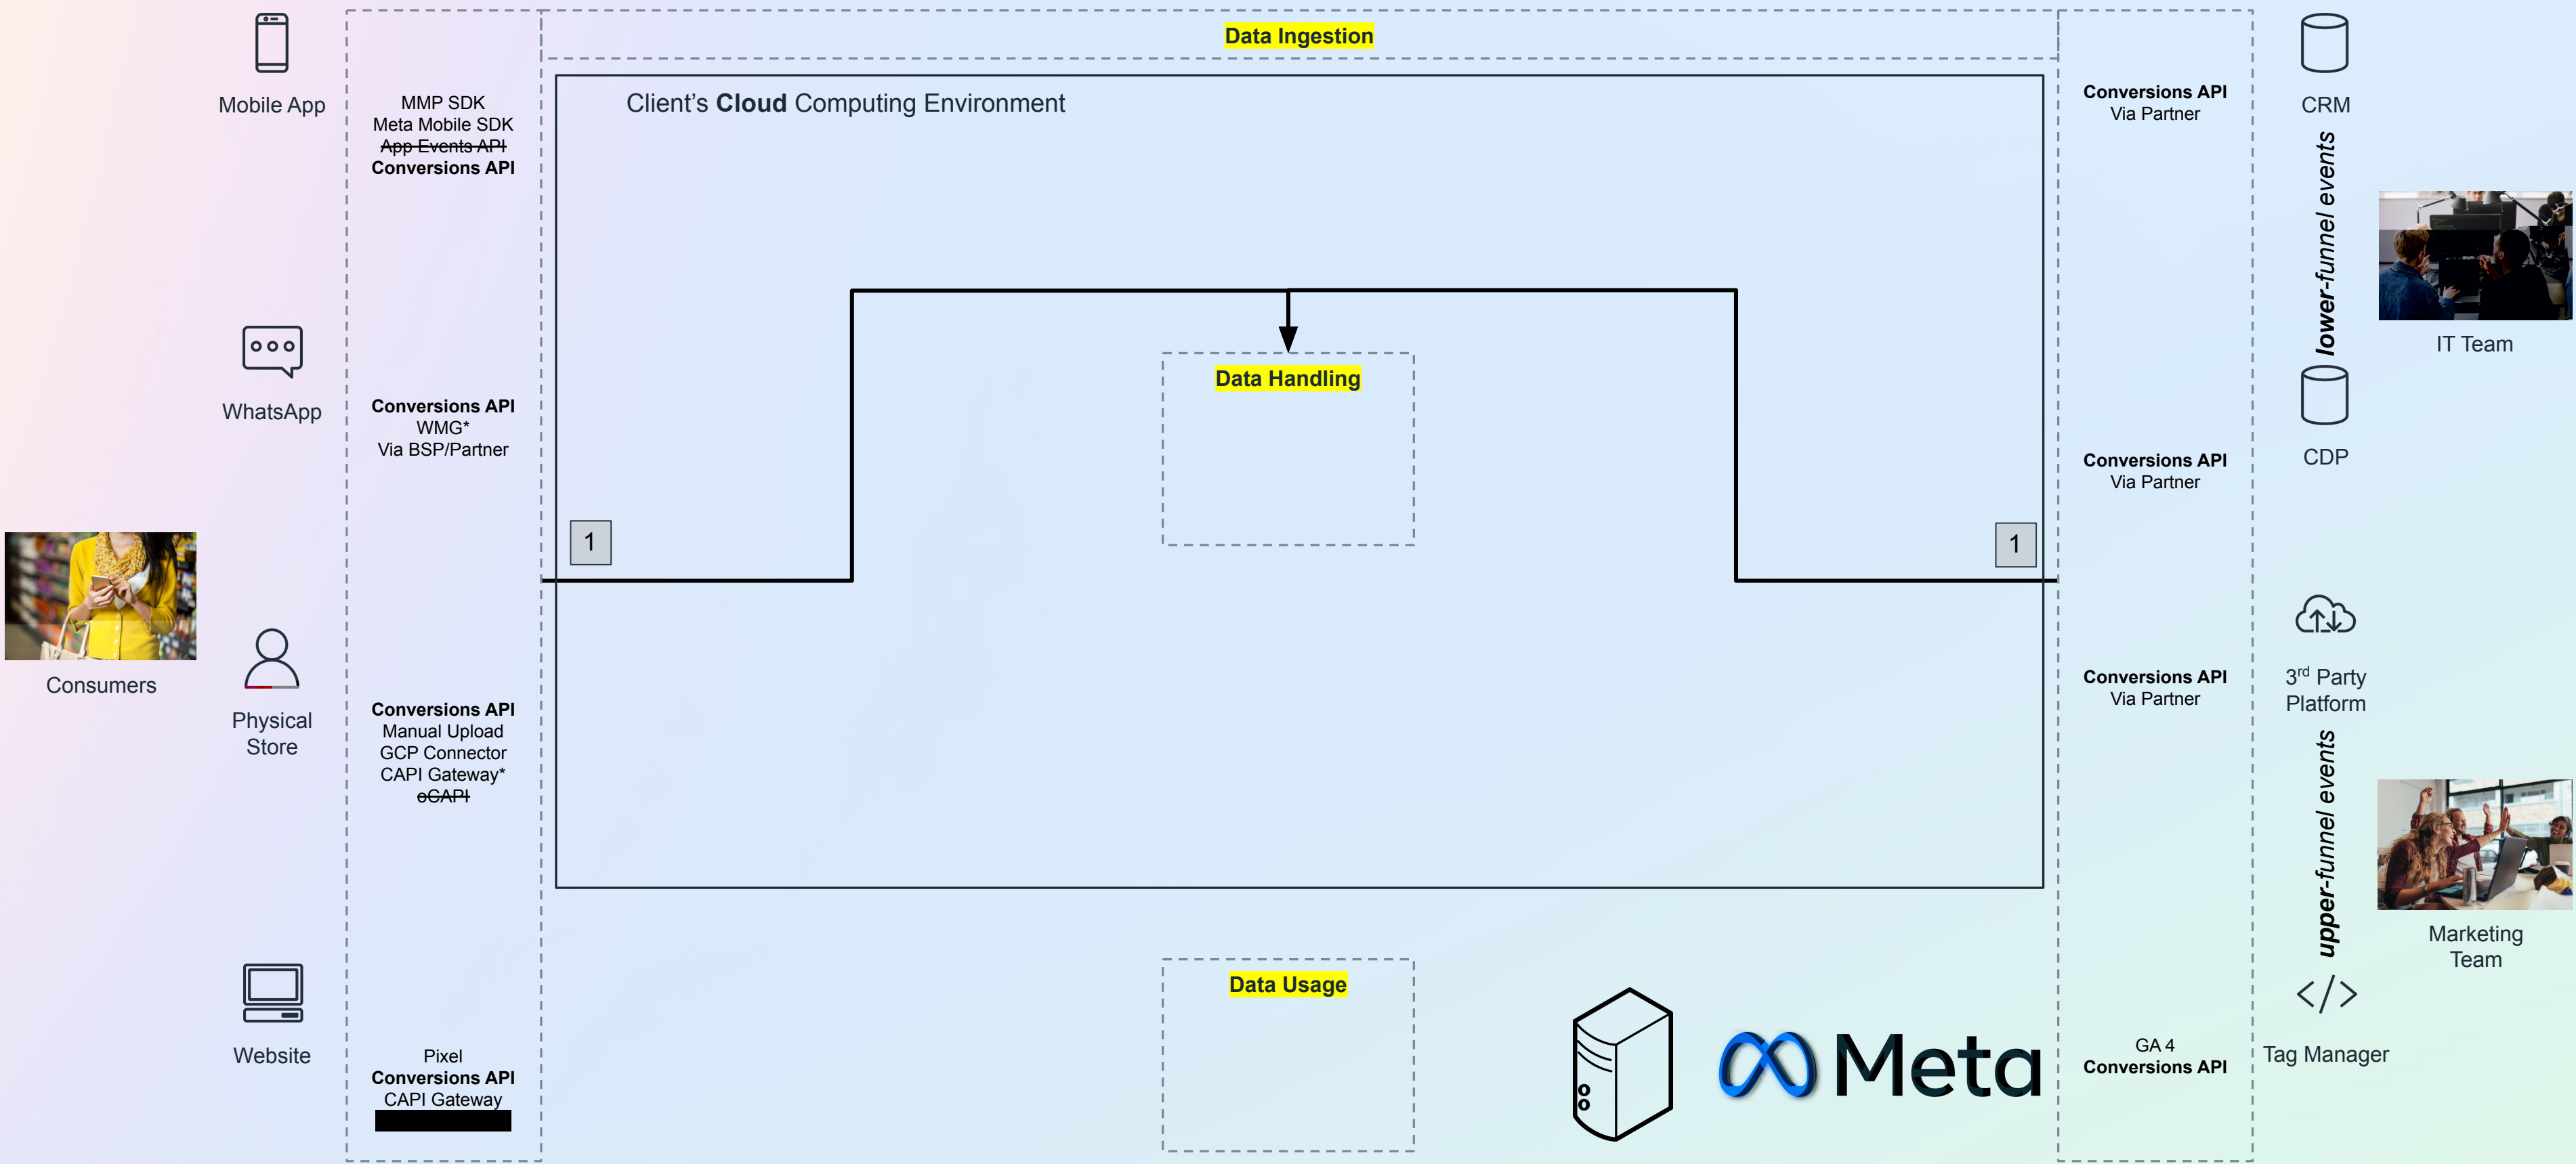 Data Ingestion
Mobile App
MMP SDK
Meta Mobile SDK
App Events API
Conversions API
Client's Cloud Computing Environment
Conversions API
Via Partner
CRM
lower-funnel events
IT Team
WhatsApp
Conversions API
WMG*
Via BSP/Partner
Data Handling
Conversions API
Via Partner
CDP
1
1
Consumers
Physical
Store
Conversions API
Manual Upload
GCP Connector
CAPI Gateway*
oCAPI
Conversions API
Via Partner
3rd Party
Platform
upper-funnel events
Marketing
Team
Website
Pixel
Conversions API
CAPI Gateway
Data Usage
Meta
GA 4
Conversions API
Tag Manager